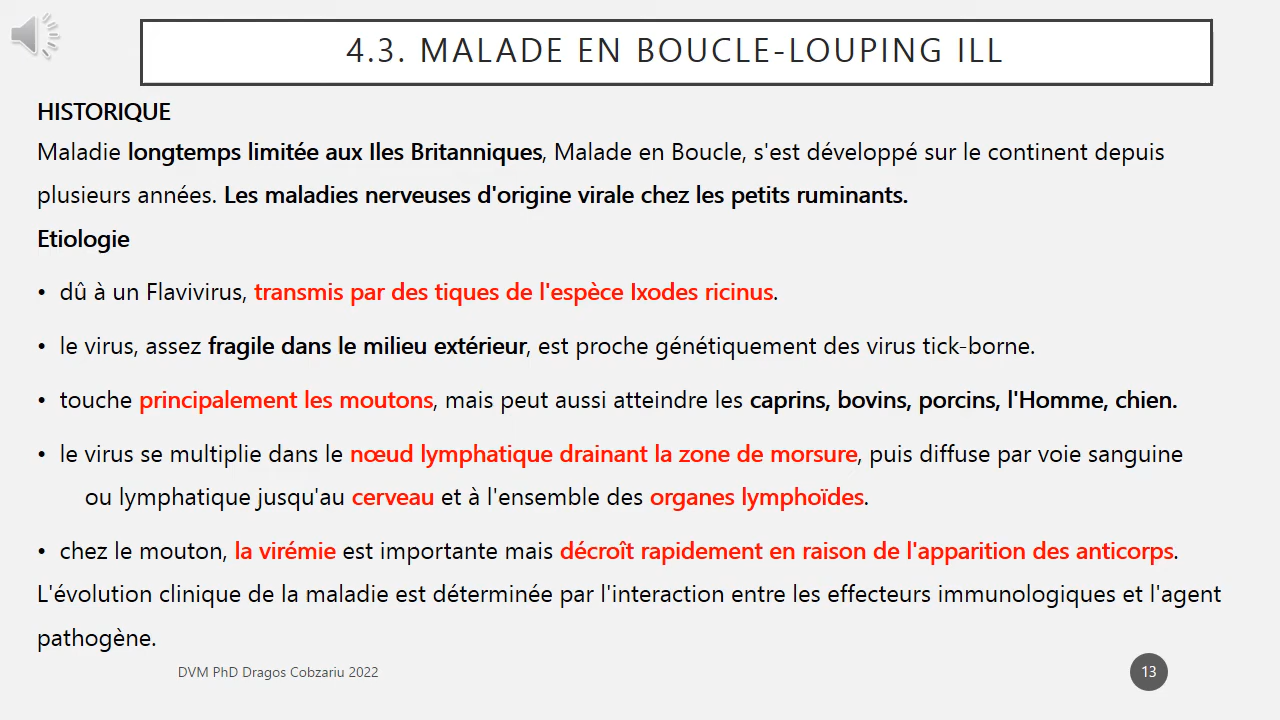 4.3. MALADE EN BOUCLE-LOUPING ILL
HISTORIQUE
Maladie longtemps limitée aux Iles Britanniques, Malade en Boucle, s'est développé sur le continent depuis
plusieurs années. Les maladies nerveuses d'origine virale chez les petits ruminants.
Etiologie
• dû à un Flavivirus, transmis par des tiques de l'espèce Ixodes ricinus.
• le virus, assez fragile dans le milieu extérieur, est proche génétiquement des virus tick-borne.
• touche principalement les moutons, mais peut aussi atteindre les caprins, bovins, porcins, l'Homme, chien.
• le virus se multiplie dans le nœud lymphatique drainant la zone de morsure, puis diffuse par voie sanguine
ou lymphatique jusqu'au cerveau et à l'ensemble des organes lymphoïdes.
• chez le mouton, la virémie est importante mais décroît rapidement en raison de l'apparition des anticorps.
L'évolution clinique de la maladie est déterminée par l'interaction entre les effecteurs immunologiques et l'agent
pathogène.
DVM PhD Dragos Cobzariu 2022
13